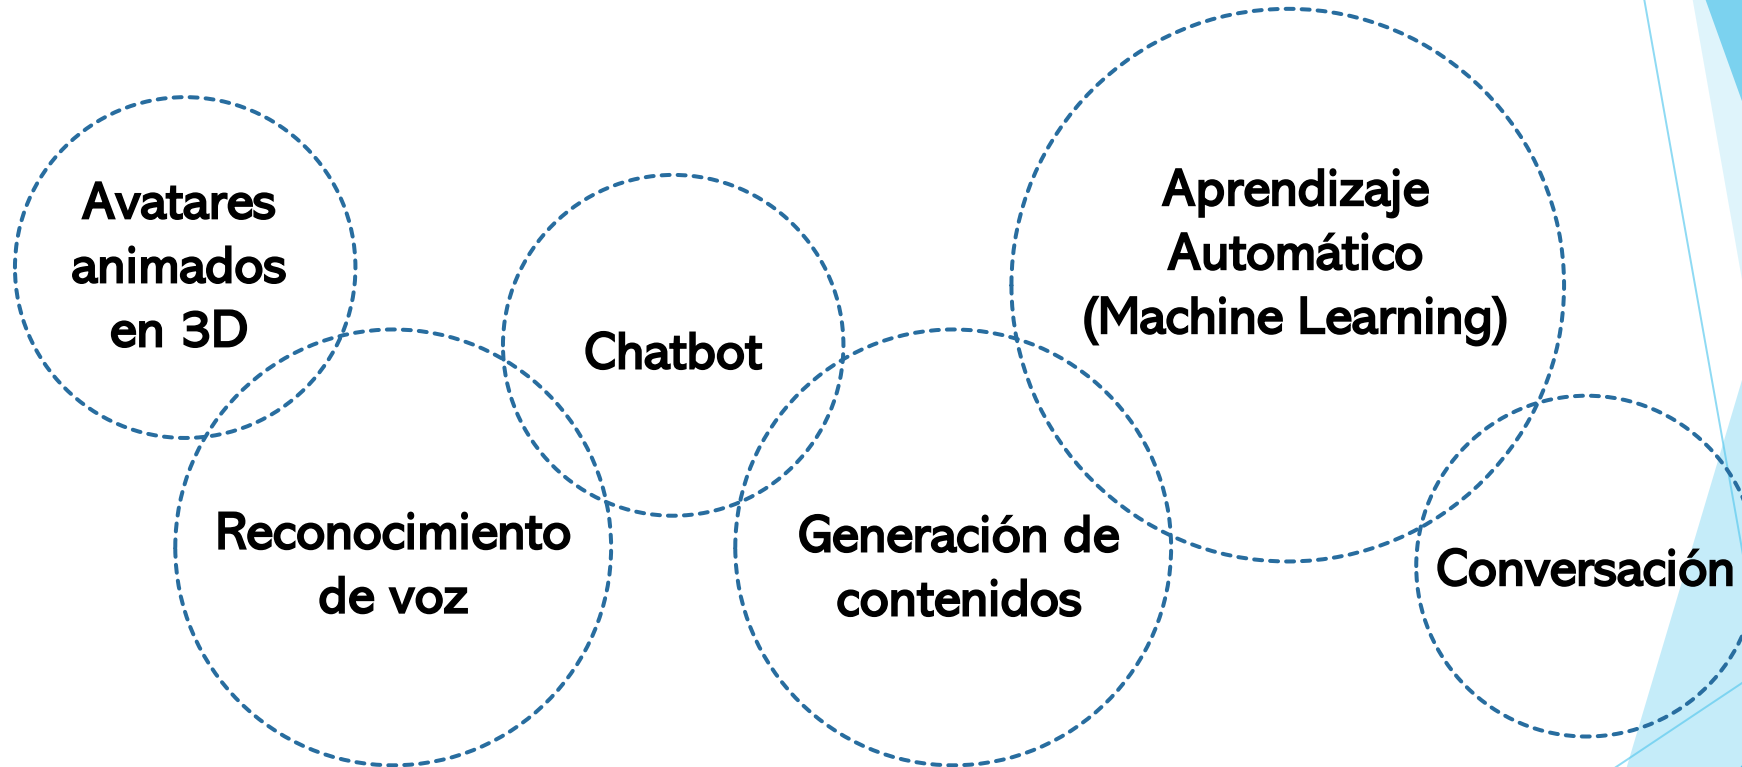 Avatares
animados
en 3D
Reconocimiento
de voz
Chatbot
Generación de
contenidos
Aprendizaje
Automático
(Machine Learning)
Conversación